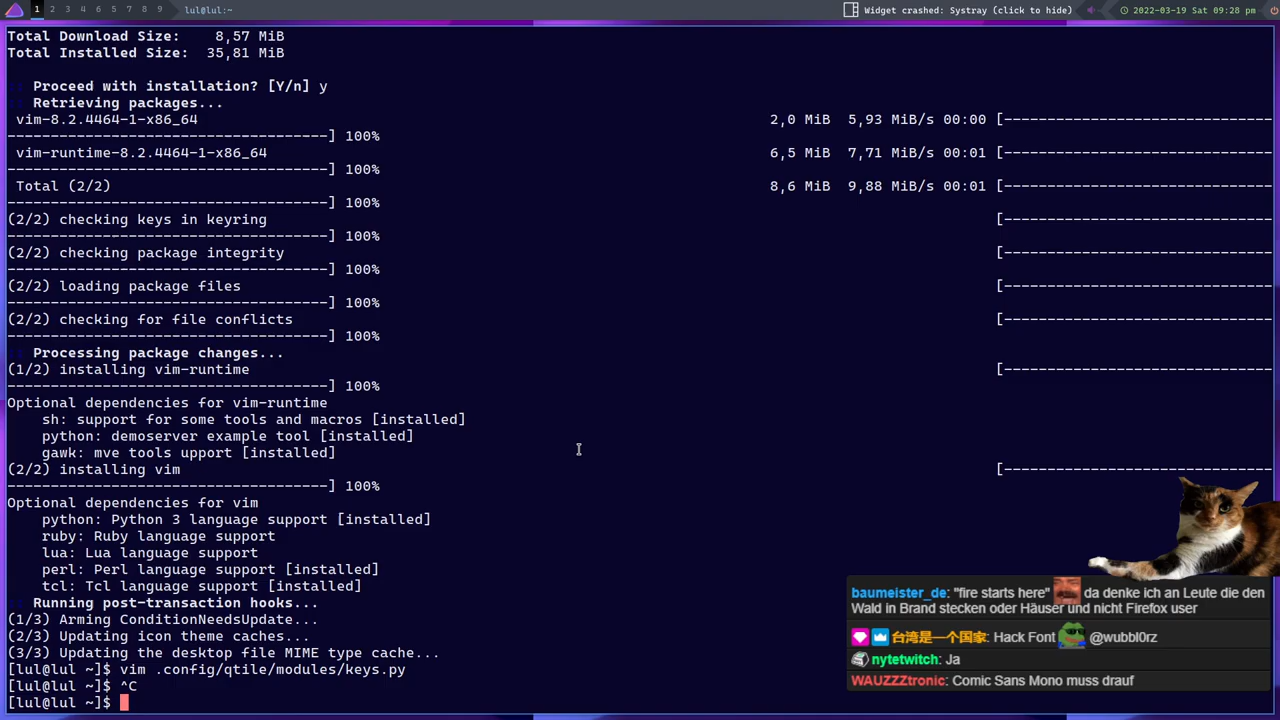 1 2 3 4 5 6 7 8 9 lul@lul:~ Widget crashed: Systray (click to hide) 2022-03-19 Sat 09:28 pm
Total Download Size:    8,57 MiB
Total Installed Size:  35,81 MiB
:: Proceed with installation? [Y/n] y
:: Retrieving packages...
vim-8.2.4464-1-x86_64 2,0 MiB  5,93 MiB/s 00:00 [-------------------------------
-------------------------------------] 100%
vim-runtime-8.2.4464-1-x86_64 6,5 MiB  7,71 MiB/s 00:01 [-------------------------------
-------------------------------------] 100%
Total (2/2) 8,6 MiB  9,88 MiB/s 00:01 [-------------------------------
-------------------------------------] 100%
(2/2) checking keys in keyring [-------------------------------
-------------------------------------] 100%
(2/2) checking package integrity [-------------------------------
-------------------------------------] 100%
(2/2) loading package files [-------------------------------
-------------------------------------] 100%
(2/2) checking for file conflicts [-------------------------------
-------------------------------------] 100%
:: Processing package changes...
(1/2) installing vim-runtime [-------------------------------
-------------------------------------] 100%
Optional dependencies for vim-runtime
sh: support for some tools and macros [installed]
python: demoserver example tool [installed]
gawk: mve tools upport [installed]
(2/2) installing vim [-------------------------------
-------------------------------------] 100%
Optional dependencies for vim
python: Python 3 language support [installed]
ruby: Ruby language support
lua: Lua language support
perl: Perl language support [installed]
tcl: Tcl language support [installed]
:: Running post-transaction hooks...
(1/3) Arming ConditionNeedsUpdate...
(2/3) Updating icon theme caches...
(3/3) Updating the desktop file MIME type cache...
[lul@lul ~]$ vim .config/qtile/modules/keys.py
[lul@lul ~]$ ^C
[lul@lul ~]$
baumeister_de: "fire starts here" da denke ich an Leute die den
Wald in Brand stecken oder Häuser und nicht Firefox user
台湾是一个国家: Hack Font @wubbl0rz
nytetwitch: Ja
WAUZZZtronic: Comic Sans Mono muss drauf